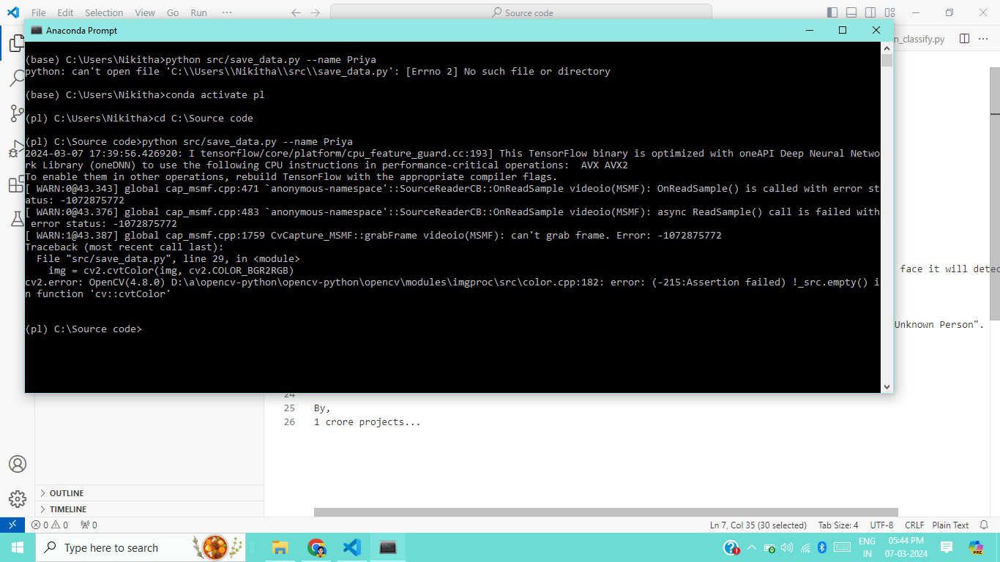 File Edit Selection View Go Run ···
Source code
Anaconda Prompt
n_classify.py
(base) C:\Users\Nikitha>python src/save_data.py --name Priya
python: can't open file 'C:\\Users\\Nikitha\\src\\save_data.py': [Errno 2] No such file or directory
(base) C:\Users\Nikitha>conda activate pl
(pl) C:\Users\Nikitha>cd C:\Source code
(pl) C:\Source code>python src/save_data.py --name Priya
2024-03-07 17:39:56.426920: I tensorflow/core/platform/cpu_feature_guard.cc:193] This TensorFlow binary is optimized with oneAPI Deep Neural Netwo
rk Library (oneDNN) to use the following CPU instructions in performance-critical operations:  AVX AVX2
To enable them in other operations, rebuild TensorFlow with the appropriate compiler flags.
[ WARN:0@43.343] global cap_msmf.cpp:471 `anonymous-namespace'::SourceReaderCB::OnReadSample videoio(MSMF): OnReadSample() is called with error st
atus: -1072875772
[ WARN:0@43.376] global cap_msmf.cpp:483 `anonymous-namespace'::SourceReaderCB::OnReadSample videoio(MSMF): async ReadSample() call is failed with
 error status: -1072875772
[ WARN:1@43.387] global cap_msmf.cpp:1759 CvCapture_MSMF::grabFrame videoio(MSMF): can't grab frame. Error: -1072875772
Traceback (most recent call last):
  File "src/save_data.py", line 29, in <module>
    img = cv2.cvtColor(img, cv2.COLOR_BGR2RGB)
cv2.error: OpenCV(4.8.0) D:\a\opencv-python\opencv-python\opencv\modules\imgproc\src\color.cpp:182: error: (-215:Assertion failed) !_src.empty() i
n function 'cv::cvtColor'
(pl) C:\Source code>
face it will detec
Unknown Person".
24
25 By,
26 1 crore projects...
OUTLINE
TIMELINE
0 0 0
Ln 7, Col 35 (30 selected) Tab Size: 4 UTF-8 CRLF Plain Text
Type here to search
ENG
IN
05:44 PM
07-03-2024
PRE